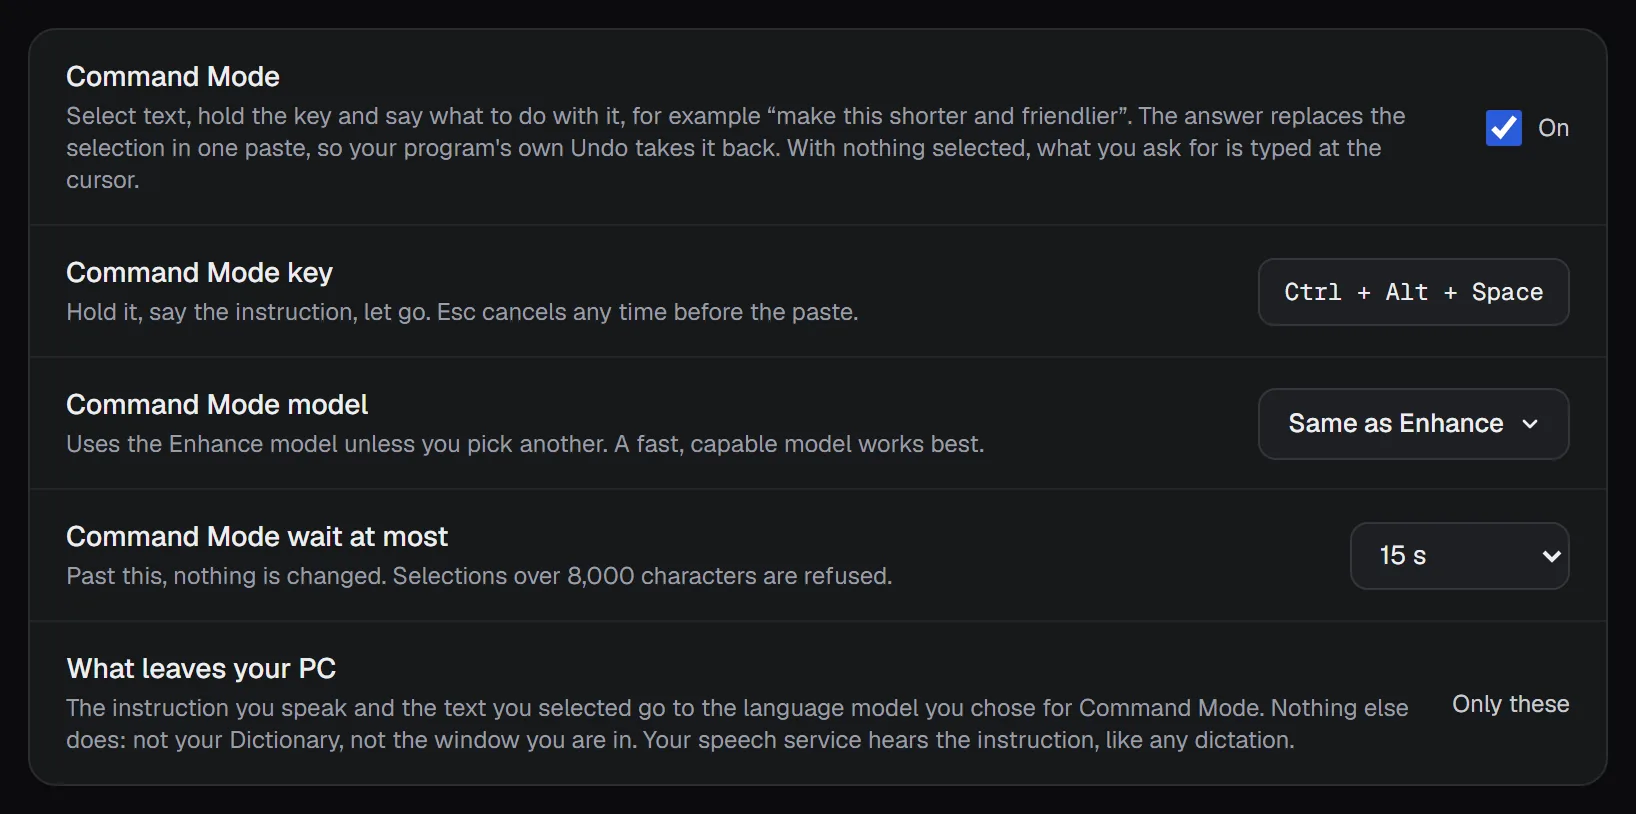 Command Mode
Select text, hold the key and say what to do with it, for example “make this shorter and friendlier”. The answer replaces the
selection in one paste, so your program's own Undo takes it back. With nothing selected, what you ask for is typed at the
cursor.
On
Command Mode key
Hold it, say the instruction, let go. Esc cancels any time before the paste.
Ctrl + Alt + Space
Command Mode model
Uses the Enhance model unless you pick another. A fast, capable model works best.
Same as Enhance
Command Mode wait at most
Past this, nothing is changed. Selections over 8,000 characters are refused.
15 s
What leaves your PC
The instruction you speak and the text you selected go to the language model you chose for Command Mode. Nothing else
does: not your Dictionary, not the window you are in. Your speech service hears the instruction, like any dictation.
Only these